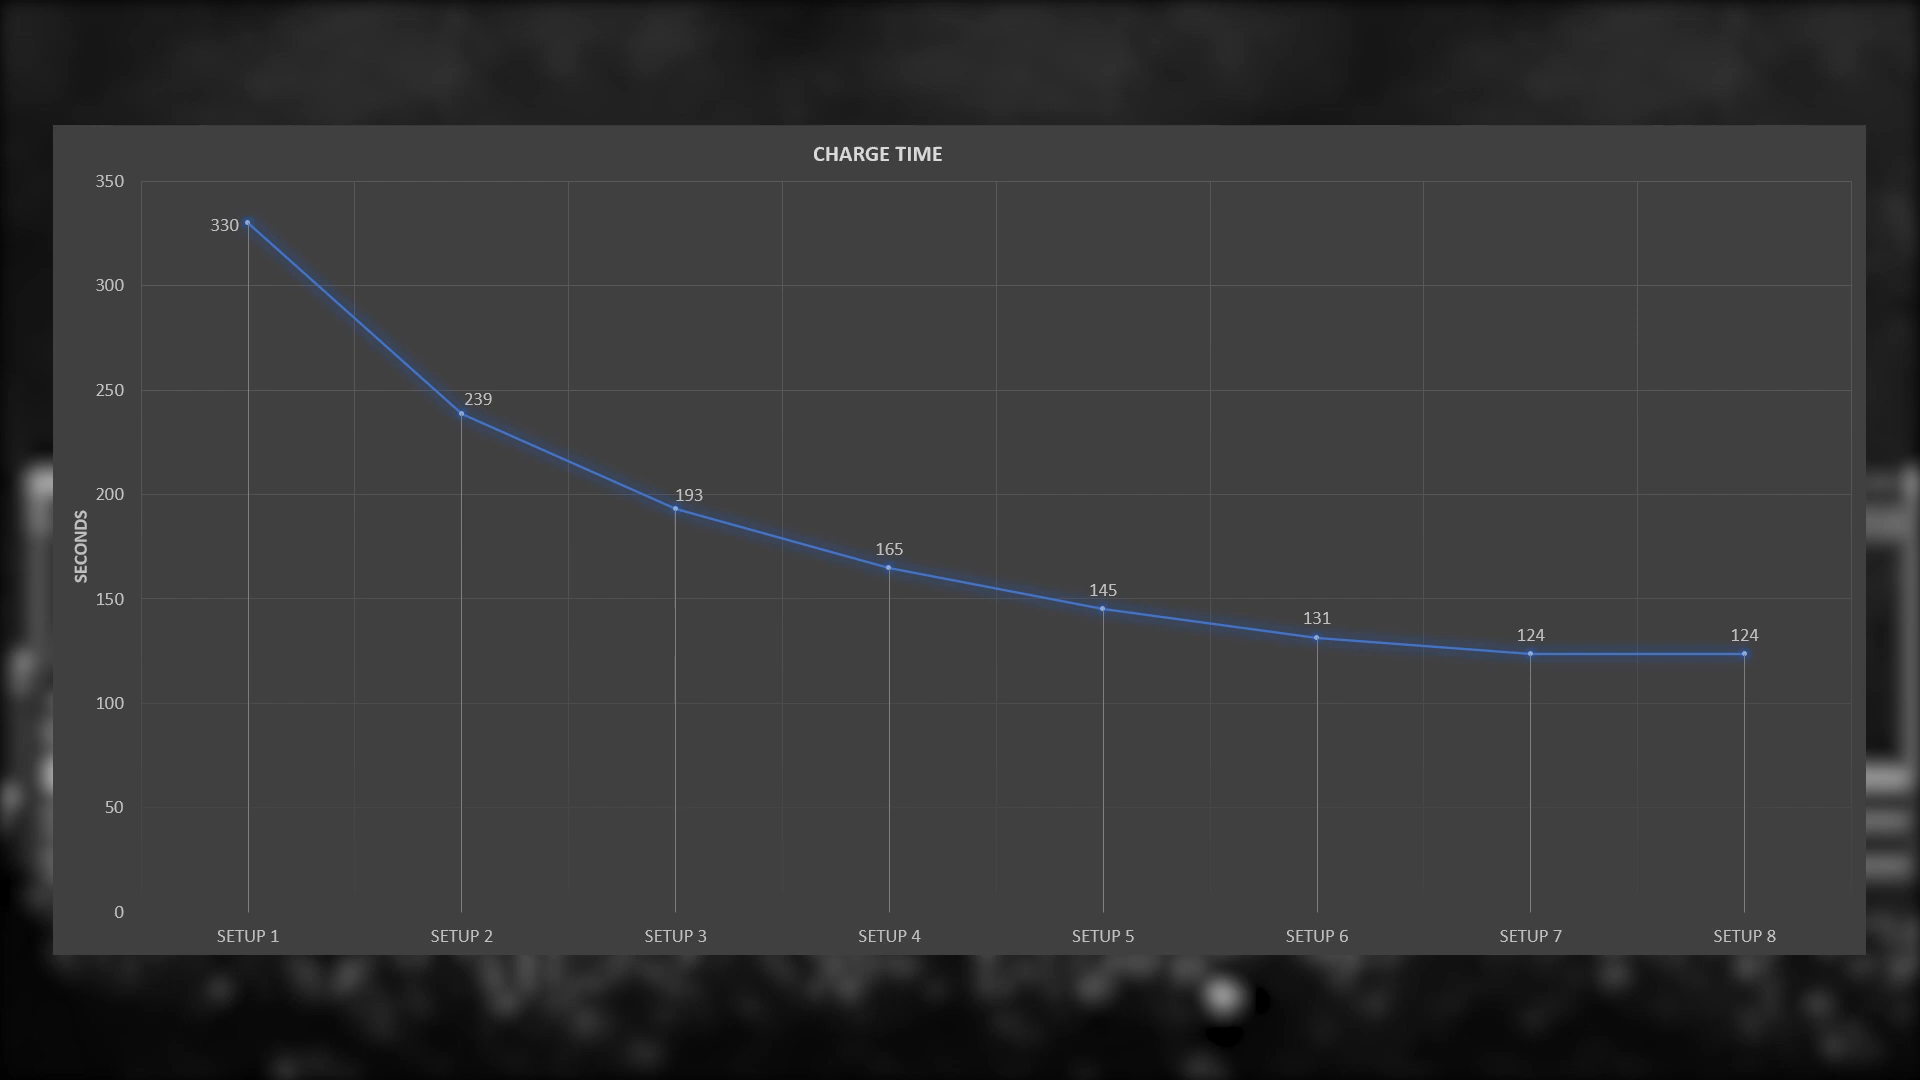 CHARGE TIME
350
300
250
200
150
100
50
0
SECONDS
330
239
193
165
145
131
124
124
SETUP 1
SETUP 2
SETUP 3
SETUP 4
SETUP 5
SETUP 6
SETUP 7
SETUP 8